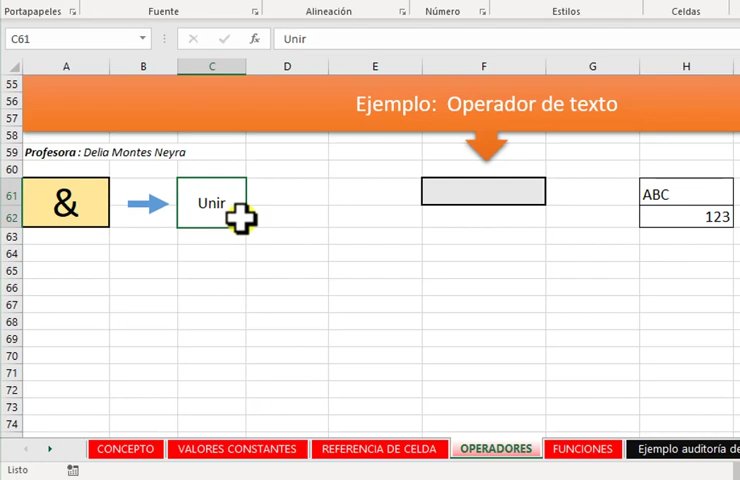 Portapapeles Fuente Alineación Número Estilos Celdas
C61 fx Unir
A B C D E F G H
55
56 Ejemplo: Operador de texto
57
58
59 Profesora : Delia Montes Neyra
60
61 & Unir ABC
62 123
63
64
65
66
67
68
69
70
71
72
73
74
CONCEPTO VALORES CONSTANTES REFERENCIA DE CELDA OPERADORES FUNCIONES Ejemplo auditoría de
Listo